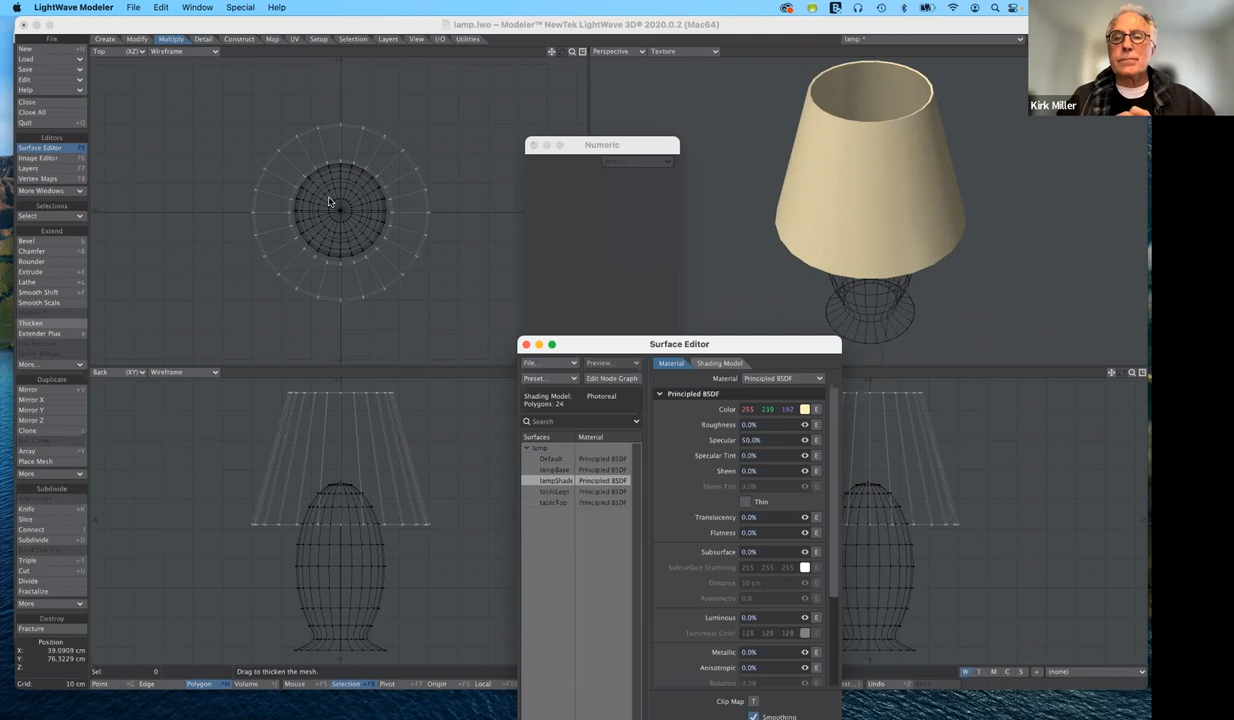 LightWave Modeler File Edit Window Special Help
lamp.lwo — Modeler™ NewTek LightWave 3D® 2020.0.2 (Mac64)
File Create Modify Multiply Detail Construct Map UV Setup Selection Layers View I/O Utilities lamp *
New +N Top (XZ) Wireframe Perspective Texture
Load
Save
Edit
Help
Close
Close All
Quit +Q
Kirk Miller
Editors
Surface Editor F5
Image Editor F6
Layers F7
Vertex Maps F8
More Windows
Numeric
Selections
Select
Extend
Bevel b
Chamfer ^B
Rounder
Extrude +E
Lathe... +L
Smooth Shift +F
Smooth Scale
Thicken
Extender Plus e
More...
Duplicate
Mirror +V
Mirror X
Mirror Y
Mirror Z
Clone +c
Array ^Y
Place Mesh
More
Subdivide
Knife +K
Slice
Connect l
Subdivide +D
Triple +T
Cut +U
Divide
Fractalize
More
Destroy
Fracture
Back (XY) Wireframe
Surface Editor
File... Preview...
Preset... Edit Node Graph
Shading Model: Photoreal
Polygons: 24
Search
Surfaces Material
lamp
Default Principled BSDF
lampBase Principled BSDF
lampShade Principled BSDF
tableLegs Principled BSDF
tableTop Principled BSDF
Material Shading Model
Material Principled BSDF
Principled BSDF
Color 255 239 192 E
Roughness 0.0% E
Specular 50.0% E
Specular Tint 0.0% E
Sheen 0.0% E
Sheen Tint 0.0% E
Thin
Translucency 0.0% E
Flatness 0.0% E
Subsurface 0.0% E
Subsurface Scattering 255 255 255 E
Distance 10 cm E
Asymmetry 0.0 E
Luminous 0.0% E
Luminous Color 128 128 128 E
Metallic 0.0% E
Anisotropic 0.0% E
Rotation 0.0% E
Clip Map T
Smoothing
Position
X: 39.0909 cm
Y: 76.3229 cm
Z:
Grid: 10 cm
Sel: 0 Drag to thicken the mesh. W T M C S + (none)
Point ^G Edge Polygon ^H Volume ^J Mouse +F5 Selection +F8 Pivot +F7 Origin +F9 Local +F10 Undo ^Z